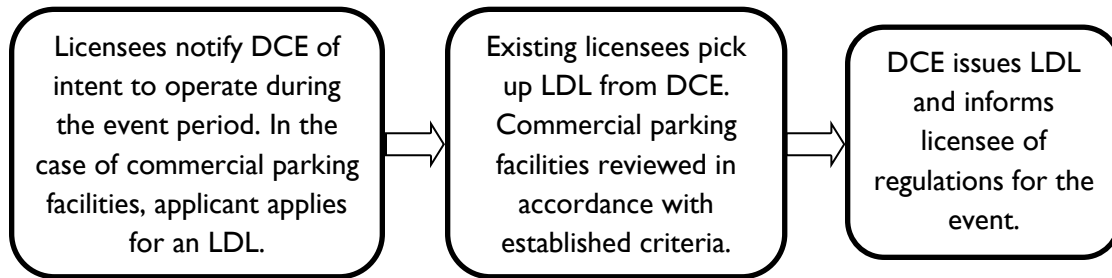 Licensees notify DCE of
intent to operate during
the event period. In the
case of commercial parking
facilities, applicant applies
for an LDL.
Existing licensees pick
up LDL from DCE.
Commercial parking
facilities reviewed in
accordance with
established criteria.
DCE issues LDL
and informs
licensee of
regulations for the
event.